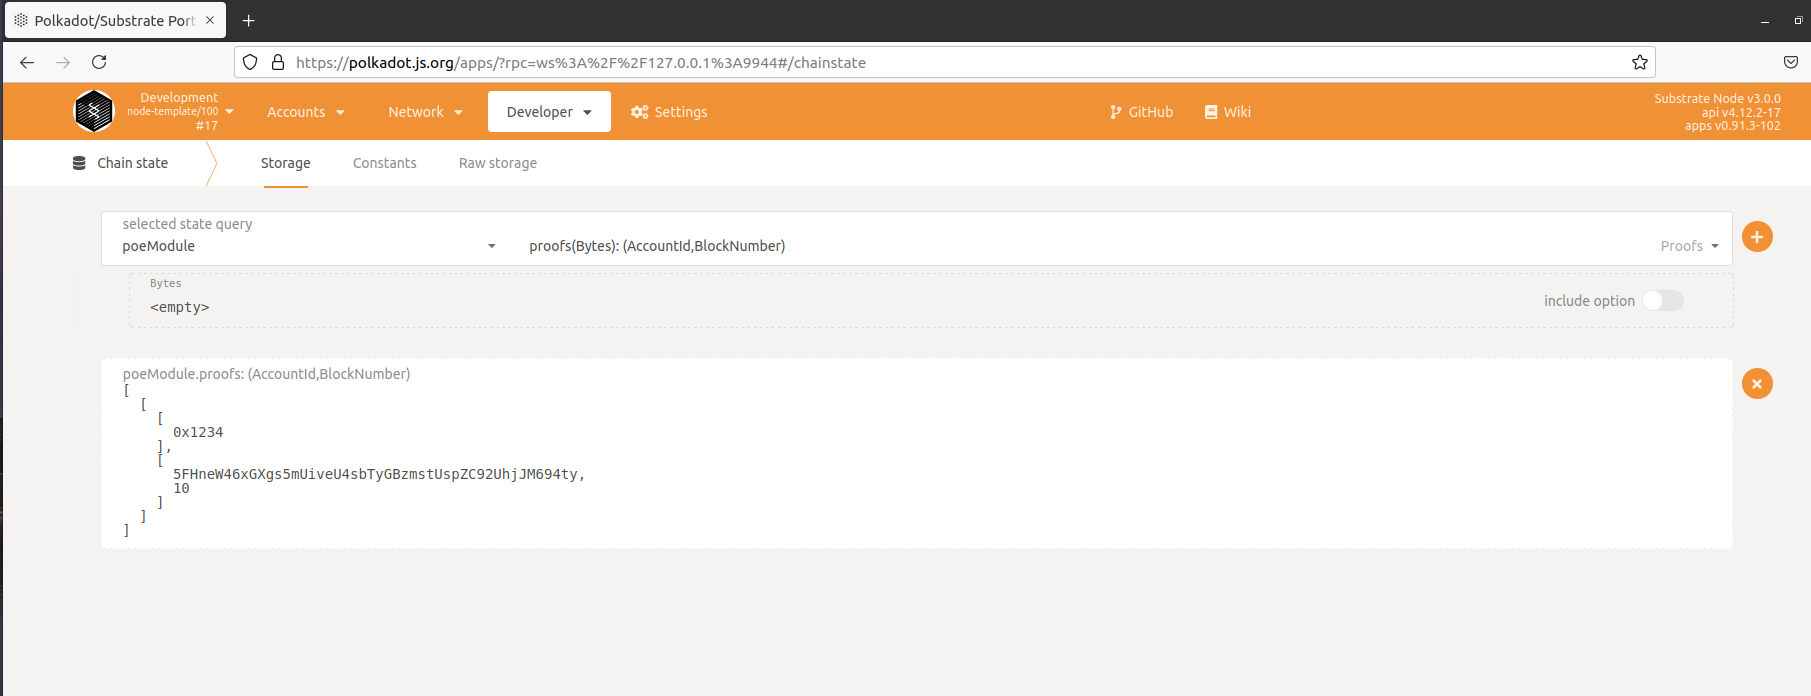 Polkadot/Substrate Port
https://polkadot.js.org/apps/?rpc=ws%3A%2F%2F127.0.0.1%3A9944#/chainstate
Development
node-template/100
#17
Accounts
Network
Developer
Settings
GitHub
Wiki
Substrate Node v3.0.0
api v4.12.2-17
apps v0.91.3-102
Chain state
Storage
Constants
Raw storage
selected state query
poeModule
proofs(Bytes): (AccountId,BlockNumber)
Proofs
Bytes
<empty>
include option
poeModule.proofs: (AccountId,BlockNumber)
[
[
[
0x1234
],
[
5FHneW46xGXgs5mUiveU4sbTyGBzmstUspZC92UhjJM694ty,
10
]
]
]